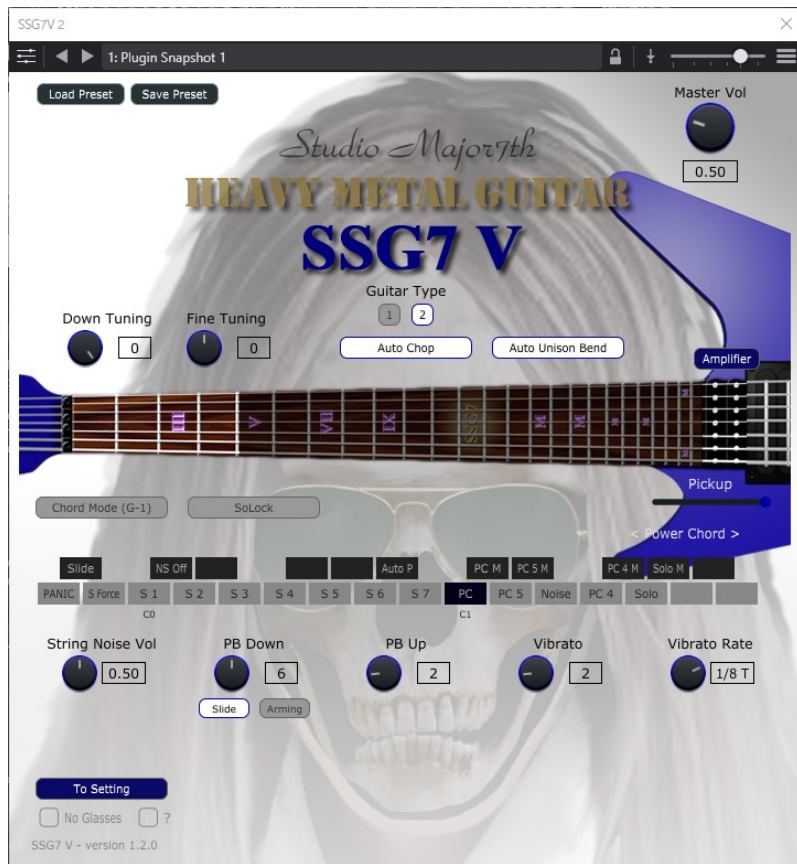 SSG7V 2
1: Plugin Snapshot 1
Load Preset Save Preset
Master Vol
0.50
Studio Major7th
HEAVY METAL GUITAR
SSG7 V
Guitar Type
1 2
Down Tuning 0 Fine Tuning 0
Auto Chop Auto Unison Bend
Amplifier
III V VII IX SSG7 M M M M M M
Pickup
Chord Mode (G-1) SoLock
< Power Chord >
Slide NS Off Auto P PC M PC 5 M PC 4 M Solo M
PANIC S Force S 1 S 2 S 3 S 4 S 5 S 6 S 7 PC PC 5 Noise PC 4 Solo
C0 C1
String Noise Vol PB Down PB Up Vibrato Vibrato Rate
0.50 6 2 2 1/8 T
Slide Arming
To Setting
No Glasses ?
SSG7 V - version 1.2.0